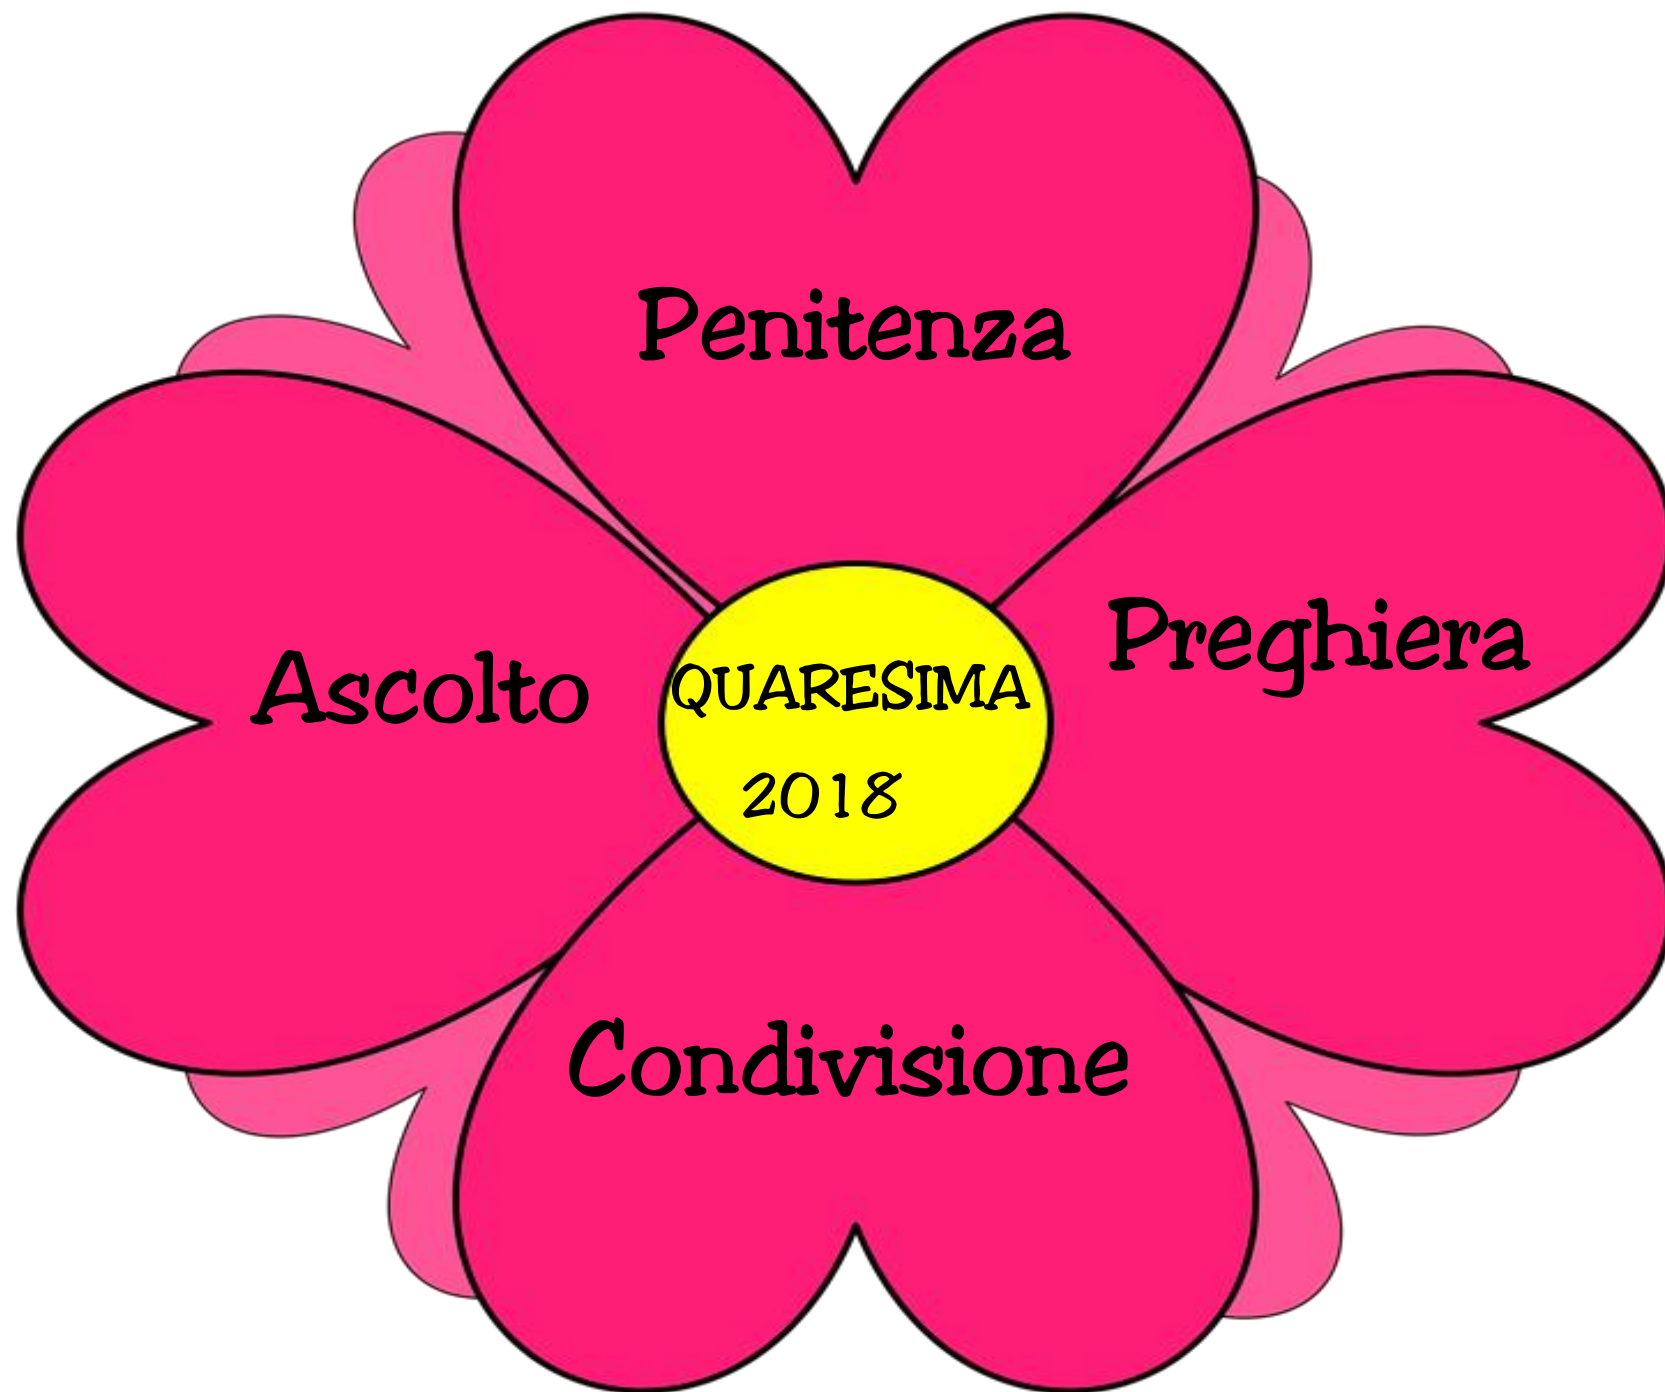 Penitenza
Preghiera
Ascolto
QUARESIMA
2018
Condivisione